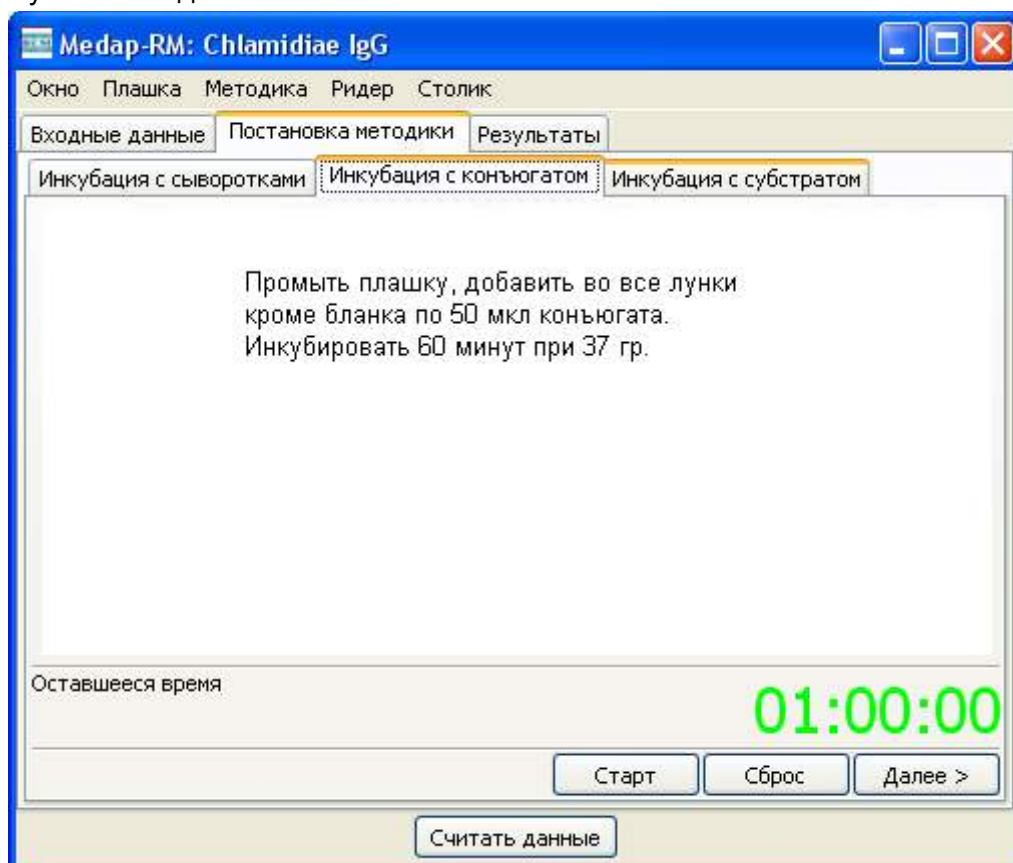 Medap-RM: Chlamidiae IgG
Окно Плашка Методика Ридер Столик
Входные данные Постановка методики Результаты
Инкубация с сыворотками Инкубация с конъюгатом Инкубация с субстратом
Промыть плашку, добавить во все лунки
кроме бланка по 50 мкл конъюгата.
Инкубировать 60 минут при 37 гр.
Оставшееся время
01:00:00
Старт Сброс Далее >
Считать данные